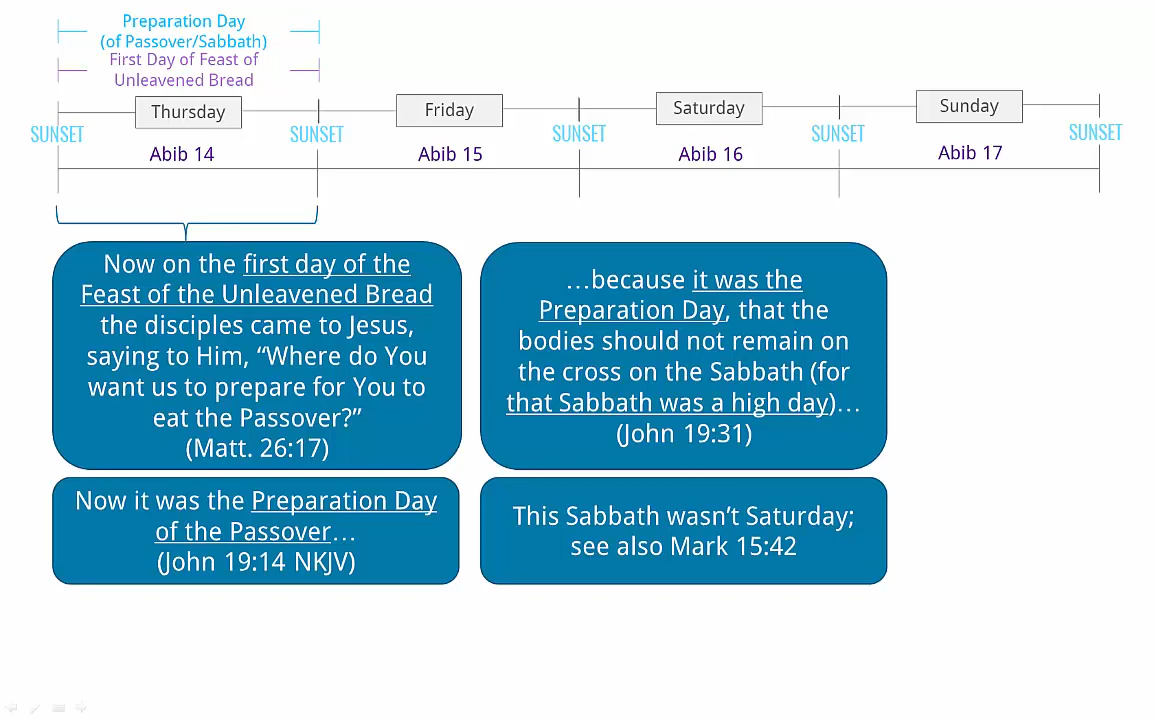 Preparation Day
(of Passover/Sabbath)
First Day of Feast of
Unleavened Bread
Thursday
Friday
Saturday
Sunday
SUNSET
SUNSET
SUNSET
SUNSET
SUNSET
Abib 14
Abib 15
Abib 16
Abib 17
Now on the first day of the
Feast of the Unleavened Bread
the disciples came to Jesus,
saying to Him, “Where do You
want us to prepare for You to
eat the Passover?”
(Matt. 26:17)
…because it was the
Preparation Day, that the
bodies should not remain on
the cross on the Sabbath (for
that Sabbath was a high day)…
(John 19:31)
Now it was the Preparation Day
of the Passover…
(John 19:14 NKJV)
This Sabbath wasn’t Saturday;
see also Mark 15:42